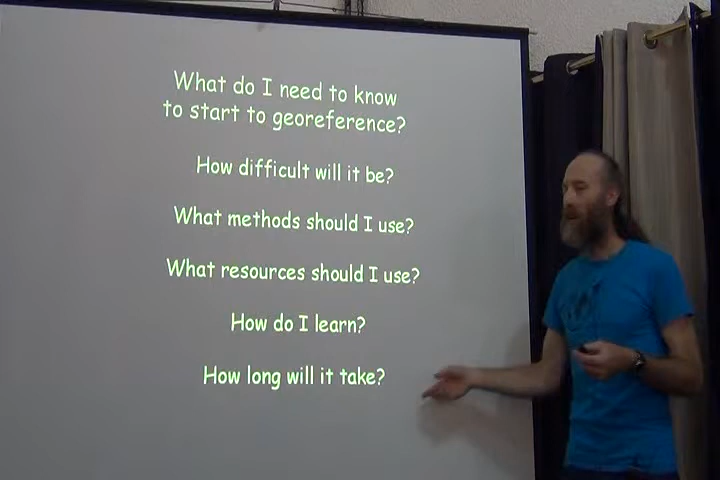 What do I need to know
to start to georeference?
How difficult will it be?
What methods should I use?
What resources should I use?
How do I learn?
How long will it take?